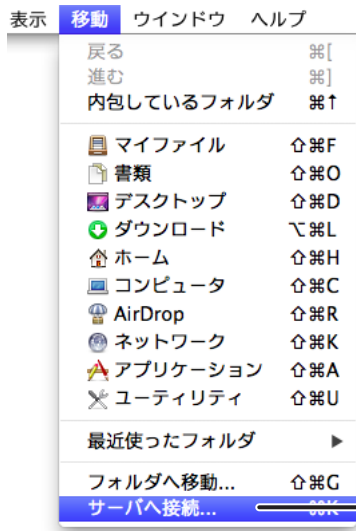 表示 移動 ウインドウ ヘルプ
戻る ⌘[
進む ⌘]
内包しているフォルダ ⌘↑
マイファイル ⇧⌘F
書類 ⇧⌘O
デスクトップ ⇧⌘D
ダウンロード ⌥⌘L
ホーム ⇧⌘H
コンピュータ ⇧⌘C
AirDrop ⇧⌘R
ネットワーク ⇧⌘K
アプリケーション ⇧⌘A
ユーティリティ ⇧⌘U
最近使ったフォルダ ▶
フォルダへ移動... ⇧⌘G
サーバへ接続... ⌘K